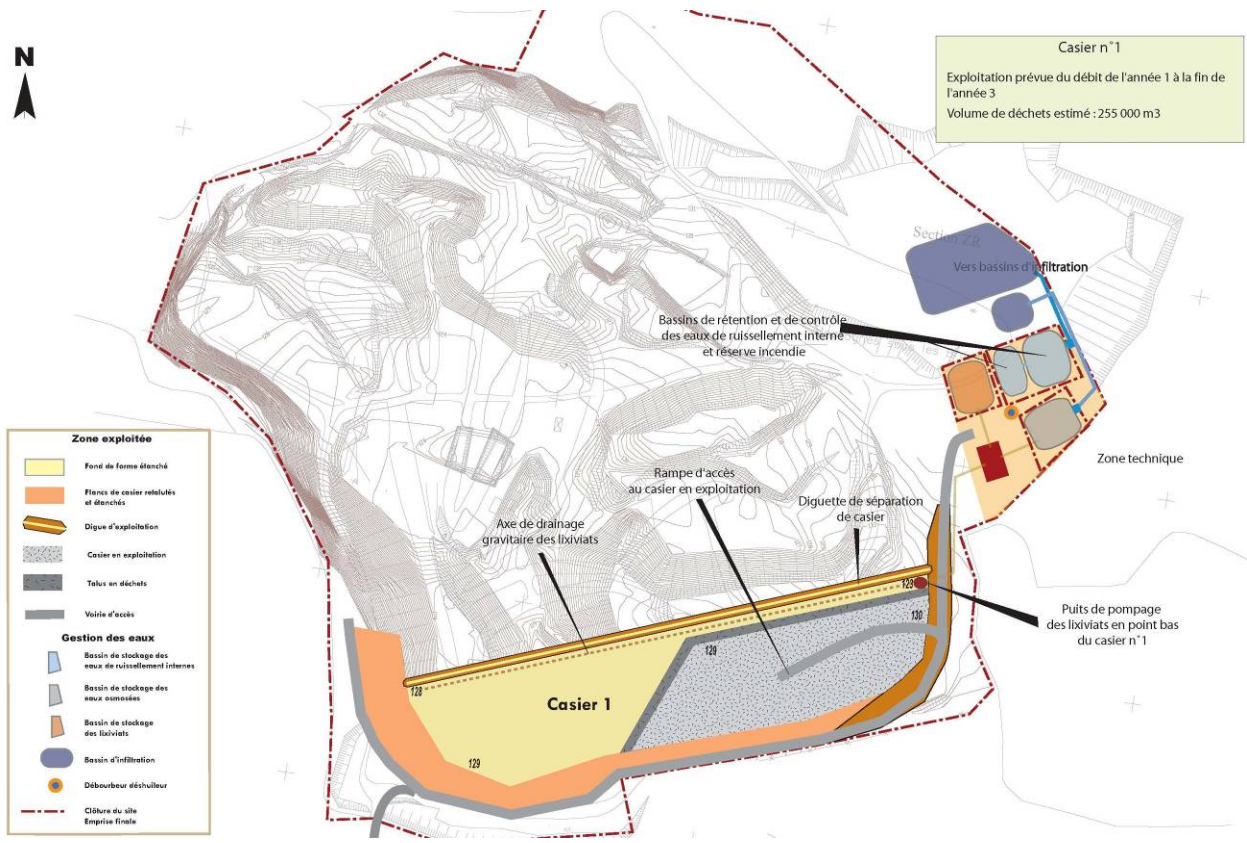 N
Casier n°1
Exploitation prévue du débit de l'année 1 à la fin de
l'année 3
Volume de déchets estimé : 255 000 m3
Section ZR
Vers bassins d'infiltration
Bassins de rétention et de contrôle
des eaux de ruissellement interne
et réserve incendie
Zone technique
Rampe d'accès
au casier en exploitation
Diguette de séparation
de casier
Axe de drainage
gravitaire des lixiviats
Puits de pompage
des lixiviats en point bas
du casier n°1
123
130
129
128
Casier 1
129
Zone exploitée
Fond de forme étanché
Flancs de casier retalutés
et étanchés
Digue d'exploitation
Casier en exploitation
Talus en déchets
Voirie d'accès
Gestion des eaux
Bassin de stockage des
eaux de ruissellement internes
Bassin de stockage des
eaux osmosées
Bassin de stockage
des lixiviats
Bassin d'infiltration
Débourbeur déshuileur
Clôture du site
Emprise finale